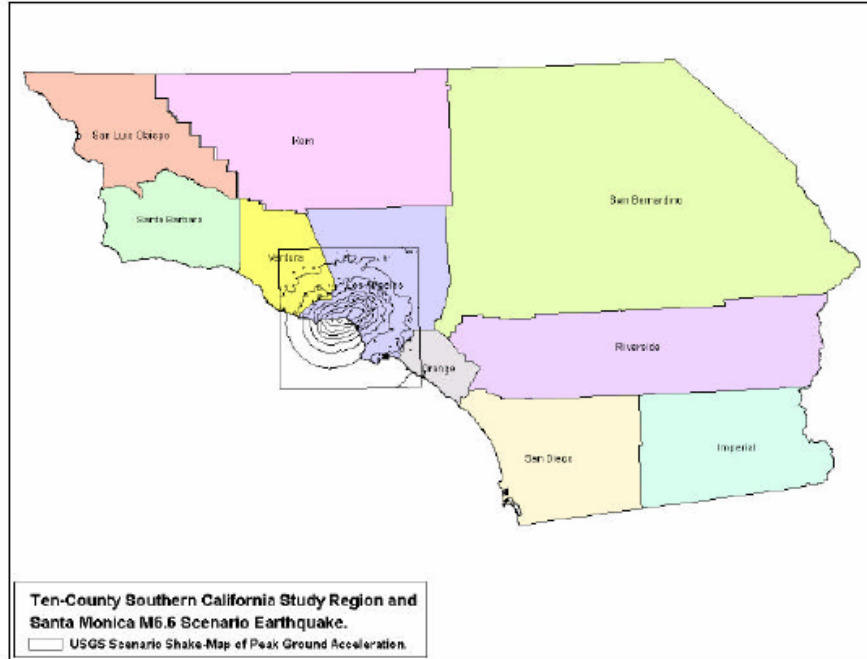 San Luis Obispo
Kern
San Bernardino
Santa Barbara
Ventura
Los Angeles
Riverside
Orange
San Diego
Imperial
Ten-County Southern California Study Region and
Santa Monica M6.6 Scenario Earthquake.
USGS Scenario Shake-Map of Peak Ground Acceleration.